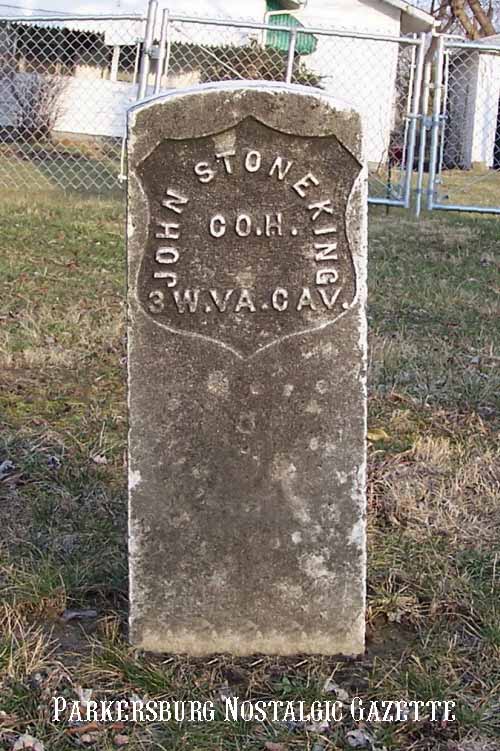 JOHN STONEKING
CO.H.
3 W.VA.CAV.
PARKERSBURG NOSTALGIC GAZETTE